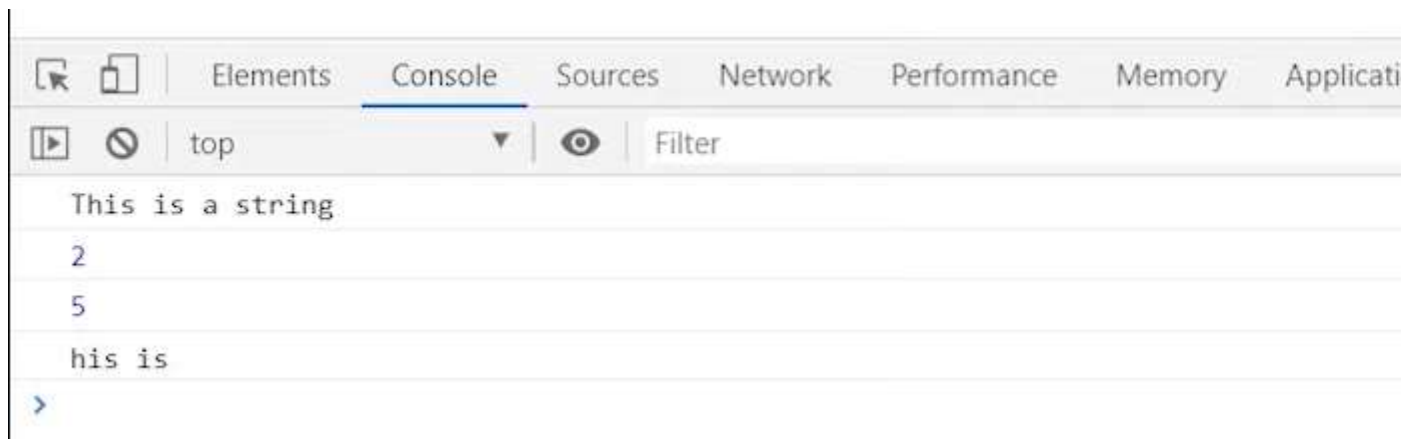 Elements Console Sources Network Performance Memory Applicati
top Filter
This is a string
2
5
his is